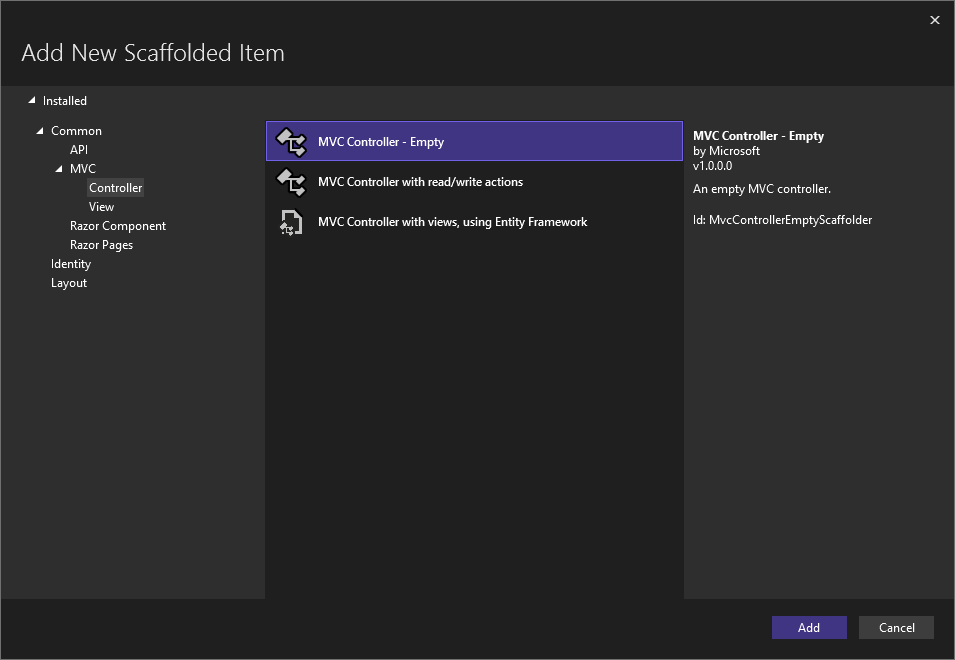 Add New Scaffolded Item
Installed
Common
API
MVC
Controller
View
Razor Component
Razor Pages
Identity
Layout
MVC Controller - Empty
MVC Controller with read/write actions
MVC Controller with views, using Entity Framework
MVC Controller - Empty
by Microsoft
v1.0.0.0
An empty MVC controller.
Id: MvcControllerEmptyScaffolder
Add
Cancel